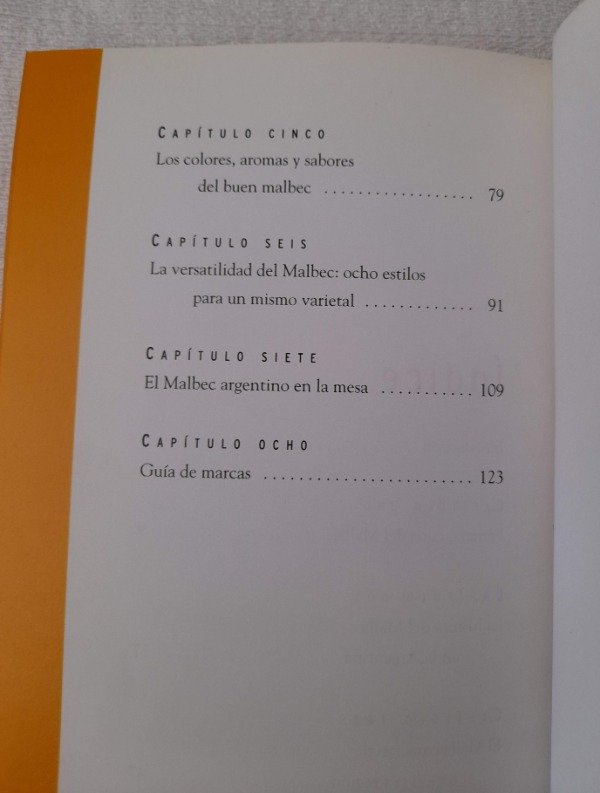 CAPÍTULO CINCO
Los colores, aromas y sabores
del buen malbec ................... 79
CAPÍTULO SEIS
La versatilidad del Malbec: ocho estilos
para un mismo varietal ............. 91
CAPÍTULO SIETE
El Malbec argentino en la mesa ........... 109
CAPÍTULO OCHO
Guía de marcas ......................... 123